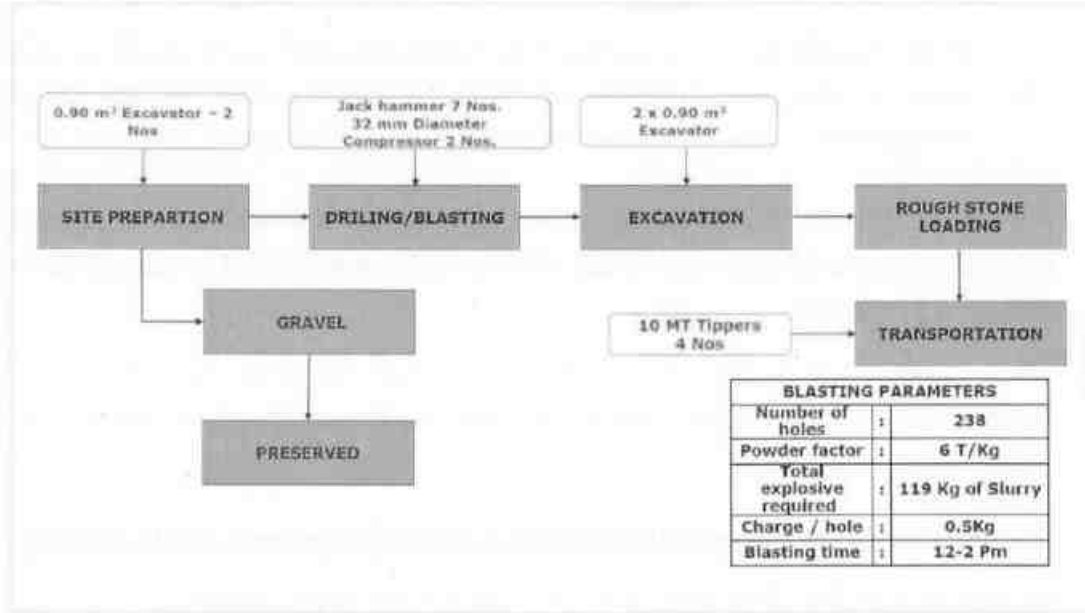 0.90 m³ Excavator – 2
Nos
Jack hammer 7 Nos.
32 mm Diameter
Compressor 2 Nos.
2 x 0.90 m³
Excavator
SITE PREPARTION
DRILING/BLASTING
EXCAVATION
ROUGH STONE
LOADING
GRAVEL
10 MT Tippers
4 Nos
TRANSPORTATION
PRESERVED
BLASTING PARAMETERS
Number of
holes : 238
Powder factor : 6 T/Kg
Total
explosive
required : 119 Kg of Slurry
Charge / hole : 0.5Kg
Blasting time : 12-2 Pm